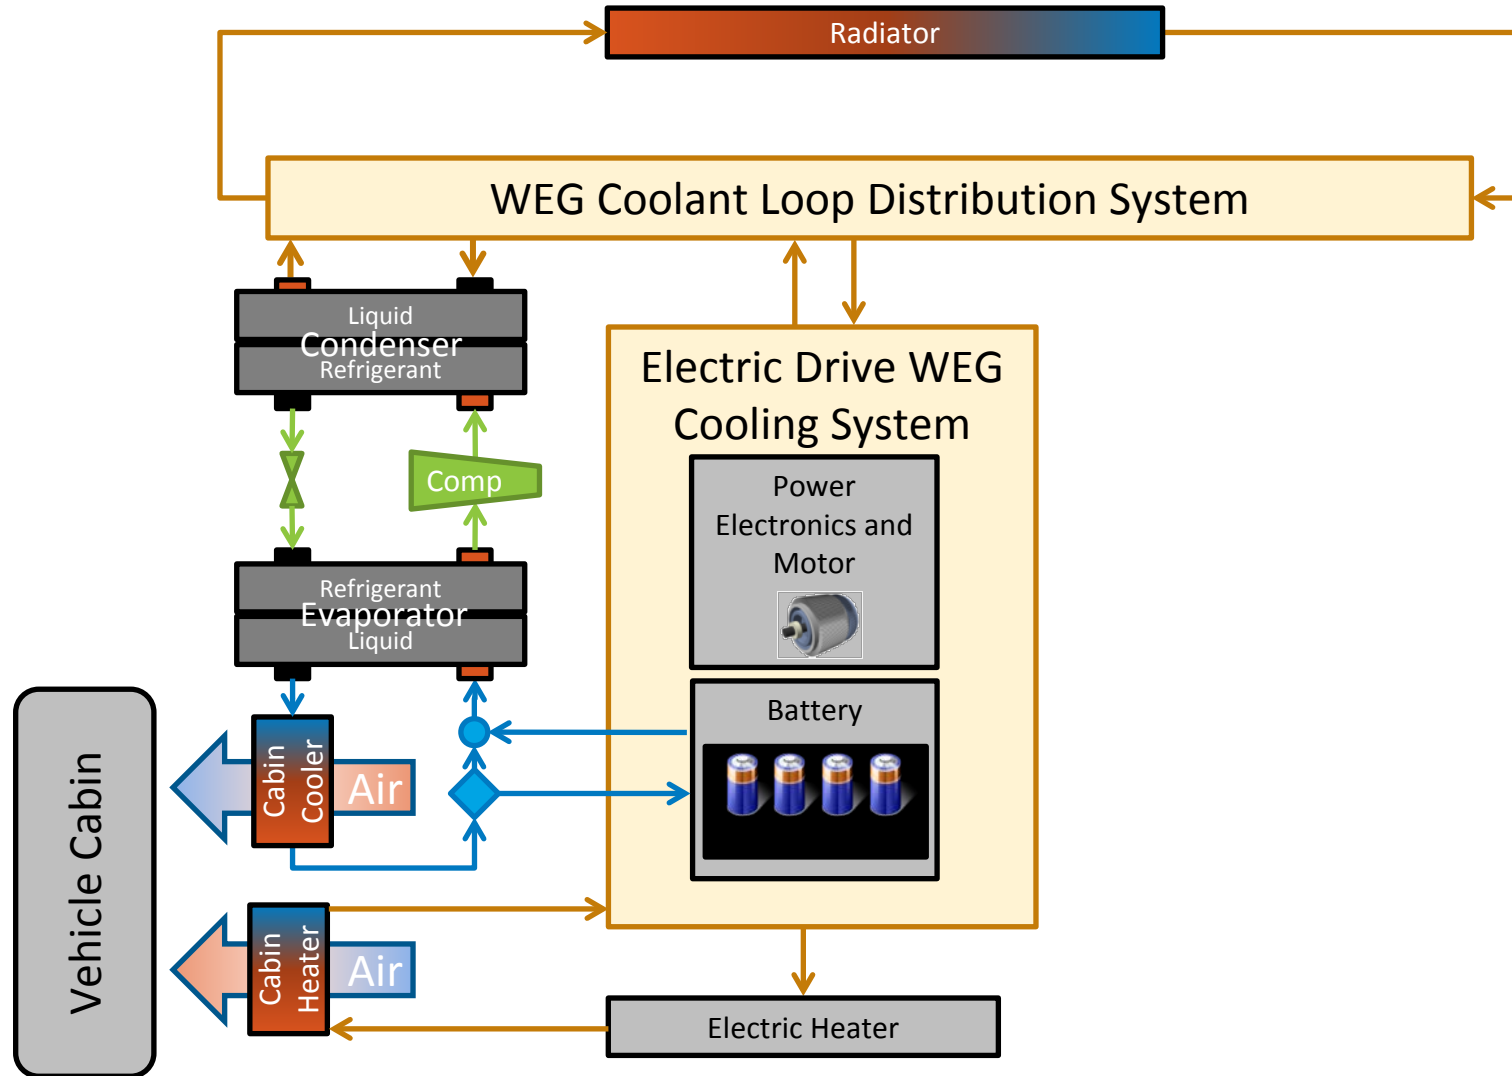 Radiator
WEG Coolant Loop Distribution System
Liquid
Condenser
Refrigerant
Electric Drive WEG
Cooling System
Comp
Power
Electronics and
Motor
Refrigerant
Evaporator
Liquid
Battery
Vehicle Cabin
Cabin
Cooler
Air
Cabin
Heater
Air
Electric Heater